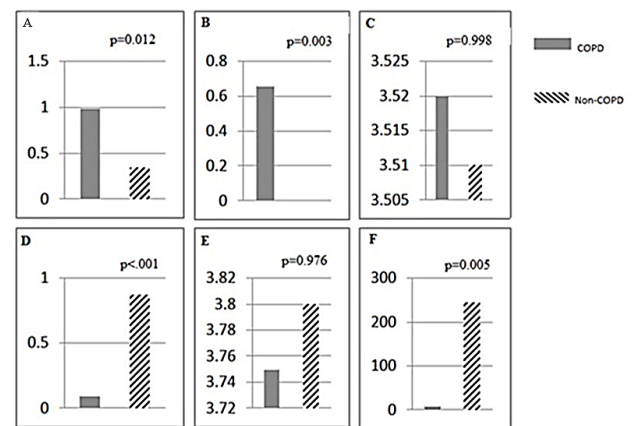 A
p=0.012
1.5
1
0.5
0
B
p=0.003
0.8
0.6
0.4
0.2
0
C
p=0.998
3.525
3.52
3.515
3.51
3.505
COPD
Non-COPD
D
p<.001
1
0.5
0
E
p=0.976
3.82
3.8
3.78
3.76
3.74
3.72
F
p=0.005
300
200
100
0